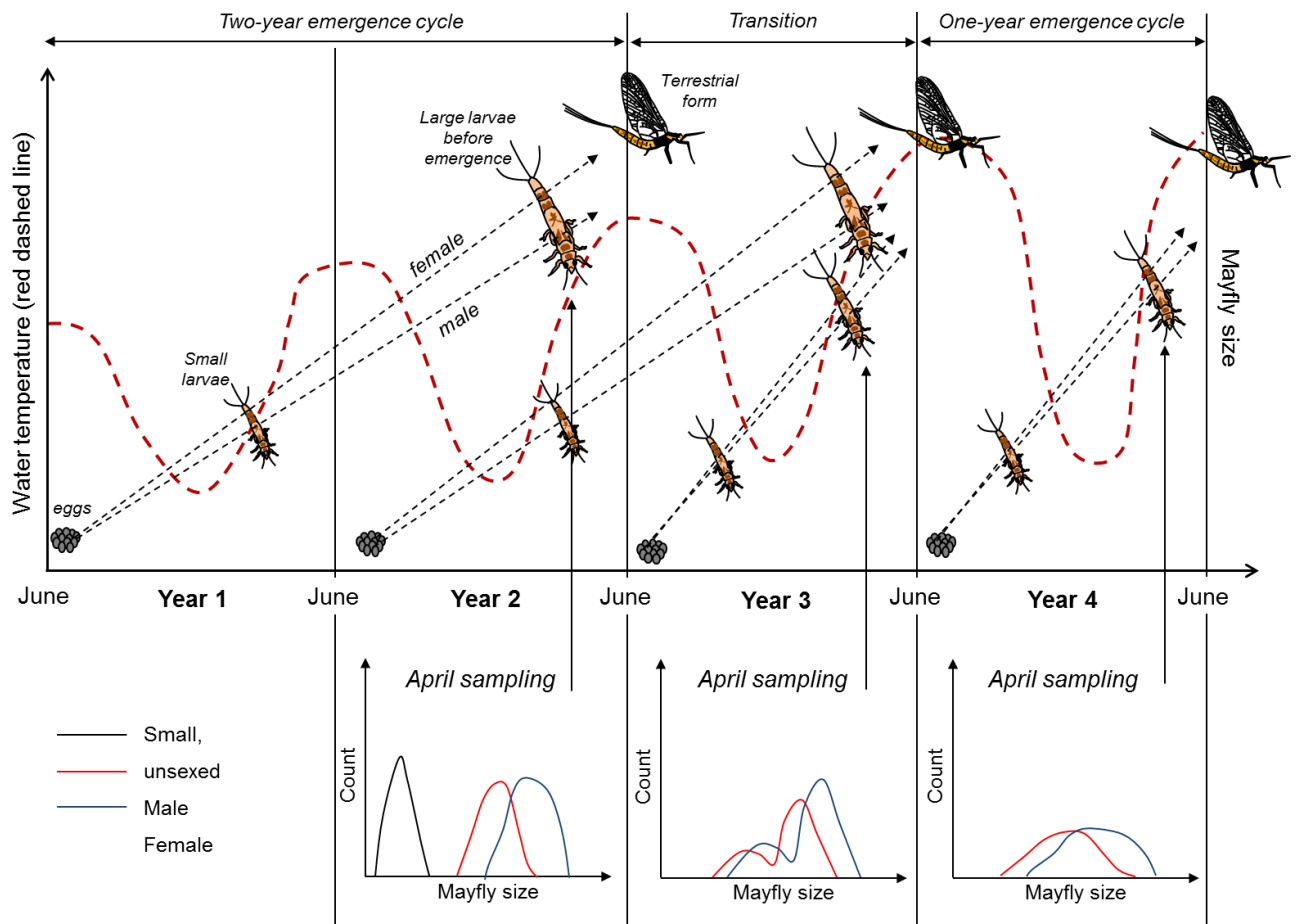 Two-year emergence cycle
Transition
One-year emergence cycle
Water temperature (red dashed line)
Mayfly size
Terrestrial
form
Large larvae
before
emergence
female
male
Small
larvae
eggs
June
Year 1
June
Year 2
June
Year 3
June
Year 4
June
April sampling
April sampling
April sampling
Small,
unsexed
Male
Female
Count
Mayfly size
Count
Mayfly size
Count
Mayfly size